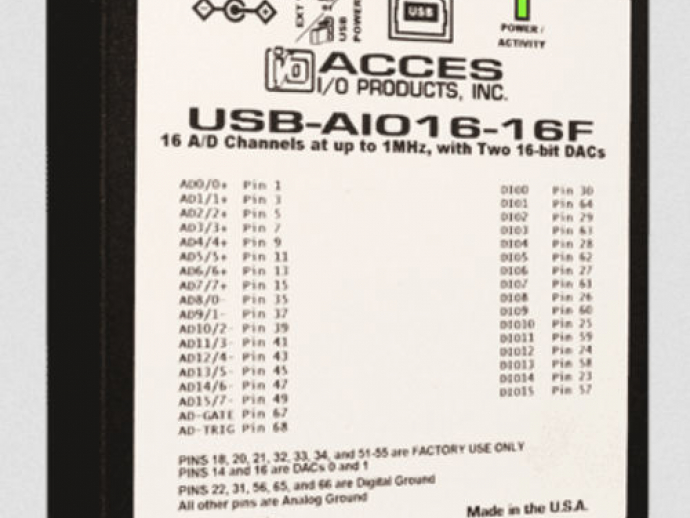 EXT
USB
POWER
USB
POWER /
ACTIVITY
ACCES
I/O PRODUCTS, INC.
USB-AIO16-16F
16 A/D Channels at up to 1MHz, with Two 16-bit DACs
AD0/0+ Pin 1
AD1/1+ Pin 3
AD2/2+ Pin 5
AD3/3+ Pin 7
AD4/4+ Pin 9
AD5/5+ Pin 11
AD6/6+ Pin 13
AD7/7+ Pin 15
AD8/0- Pin 35
AD9/1- Pin 37
AD10/2- Pin 39
AD11/3- Pin 41
AD12/4- Pin 43
AD13/5- Pin 45
AD14/6- Pin 47
AD15/7- Pin 49
AD-GATE Pin 67
AD-TRIG Pin 68
DIO0 Pin 30
DIO1 Pin 64
DIO2 Pin 29
DIO3 Pin 63
DIO4 Pin 28
DIO5 Pin 62
DIO6 Pin 27
DIO7 Pin 61
DIO8 Pin 26
DIO9 Pin 60
DIO10 Pin 25
DIO11 Pin 59
DIO12 Pin 24
DIO13 Pin 58
DIO14 Pin 23
DIO15 Pin 57
PINS 18, 20, 21, 32, 33, 34, and 51-55 are FACTORY USE ONLY
PINS 14 and 16 are DACs 0 and 1
PINS 22, 31, 56, 65, and 66 are Digital Ground
All other pins are Analog Ground
Made in the U.S.A.